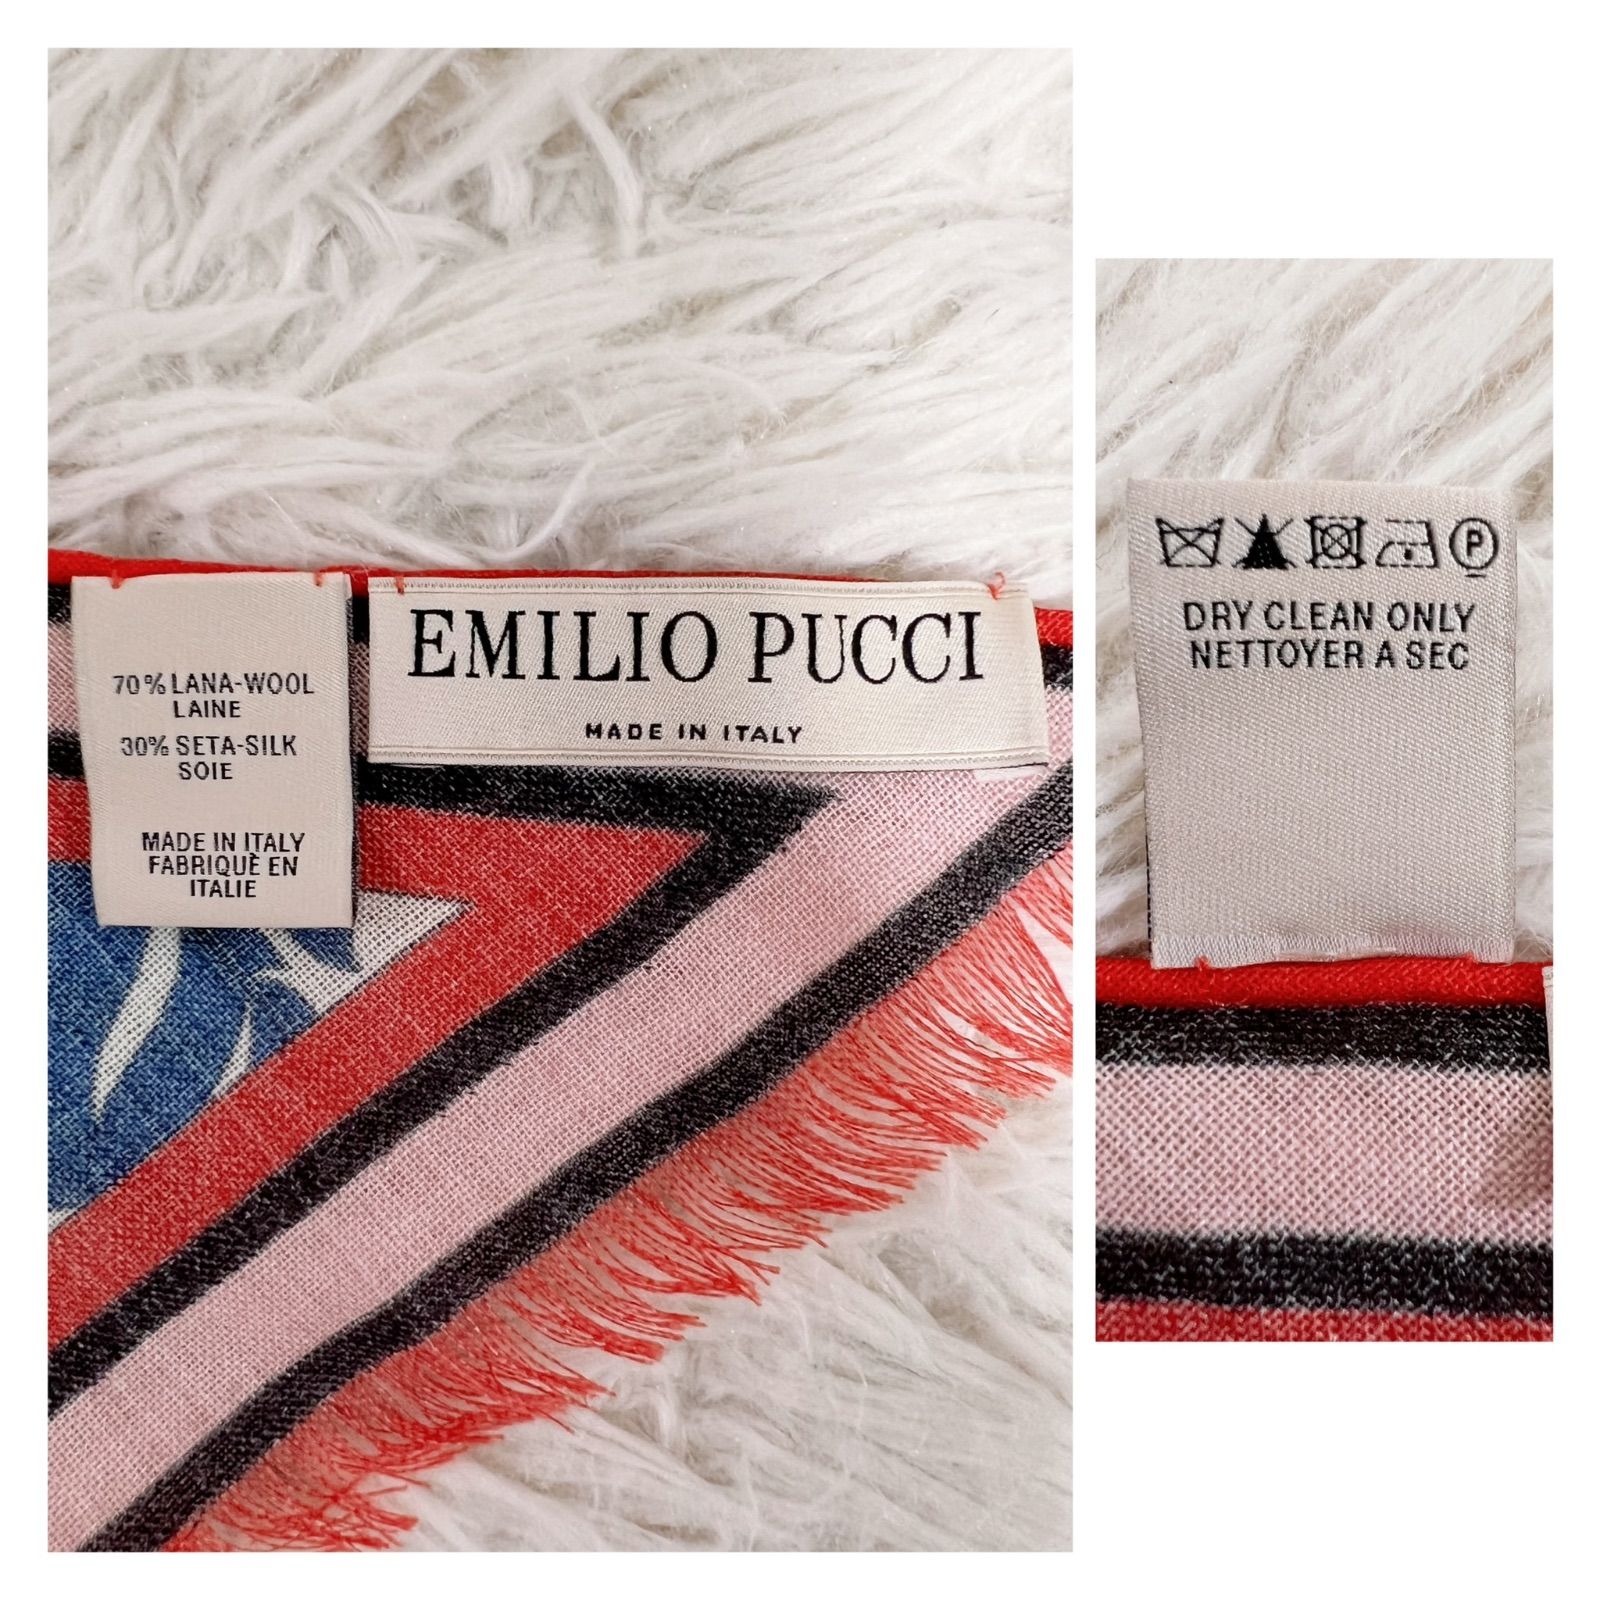 70% LANA-WOOL
LAINE
30% SETA-SILK
SOIE
MADE IN ITALY
FABRIQUÈ EN
ITALIE
EMILIO PUCCI
MADE IN ITALY
P
DRY CLEAN ONLY
NETTOYER A SEC